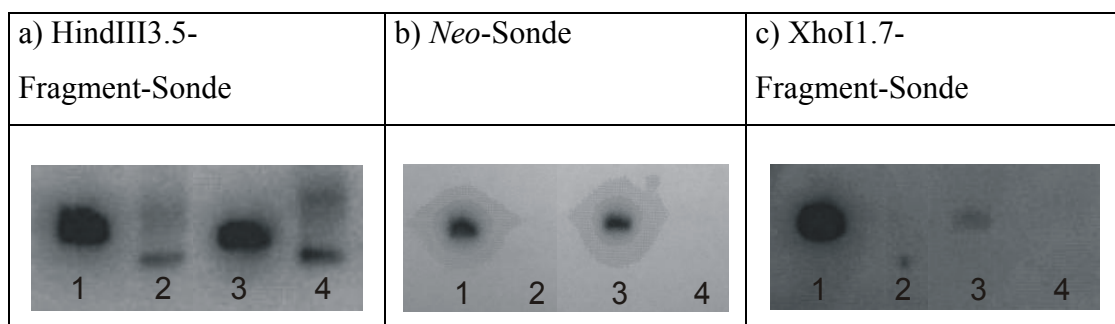 a) HindIII3.5-
Fragment-Sonde
b) Neo-Sonde
c) XhoI1.7-
Fragment-Sonde
1 2 3 4
1 2 3 4
1 2 3 4